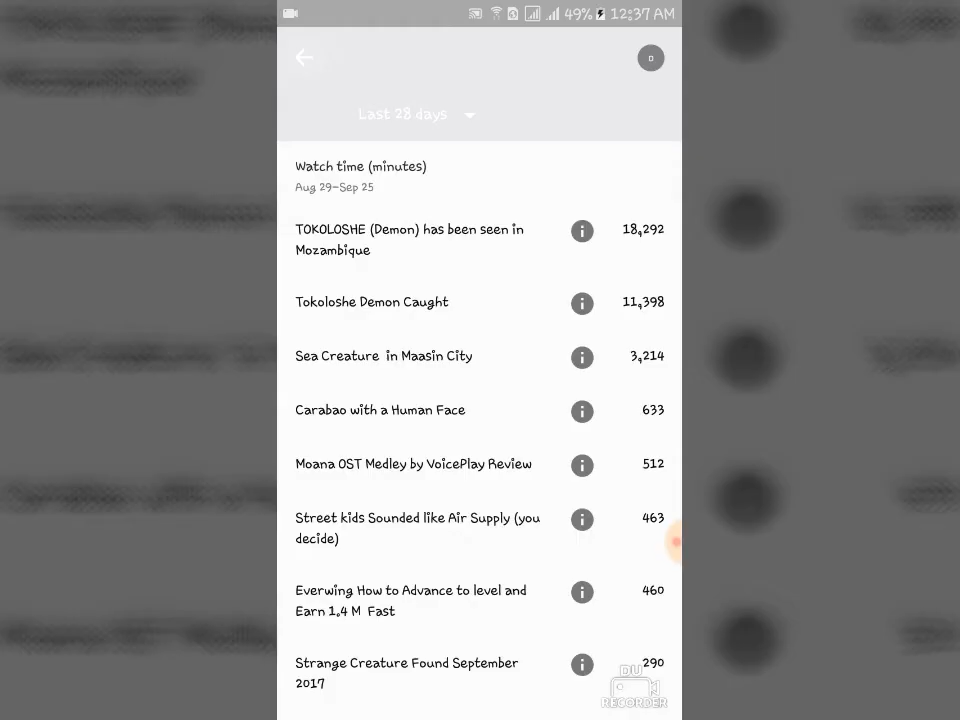 49% 12:37 AM
D
Last 28 days
Watch time (minutes)
Aug 29–Sep 25
TOKOLOSHE (Demon) has been seen in 18,292
Mozambique
Tokoloshe Demon Caught 11,398
Sea Creature in Maasin City 3,214
Carabao with a Human Face 633
Moana OST Medley by VoicePlay Review 512
Street kids Sounded like Air Supply (you 463
decide)
Everwing How to Advance to level and 460
Earn 1.4 M Fast
Strange Creature Found September 290
2017
DU
RECORDER